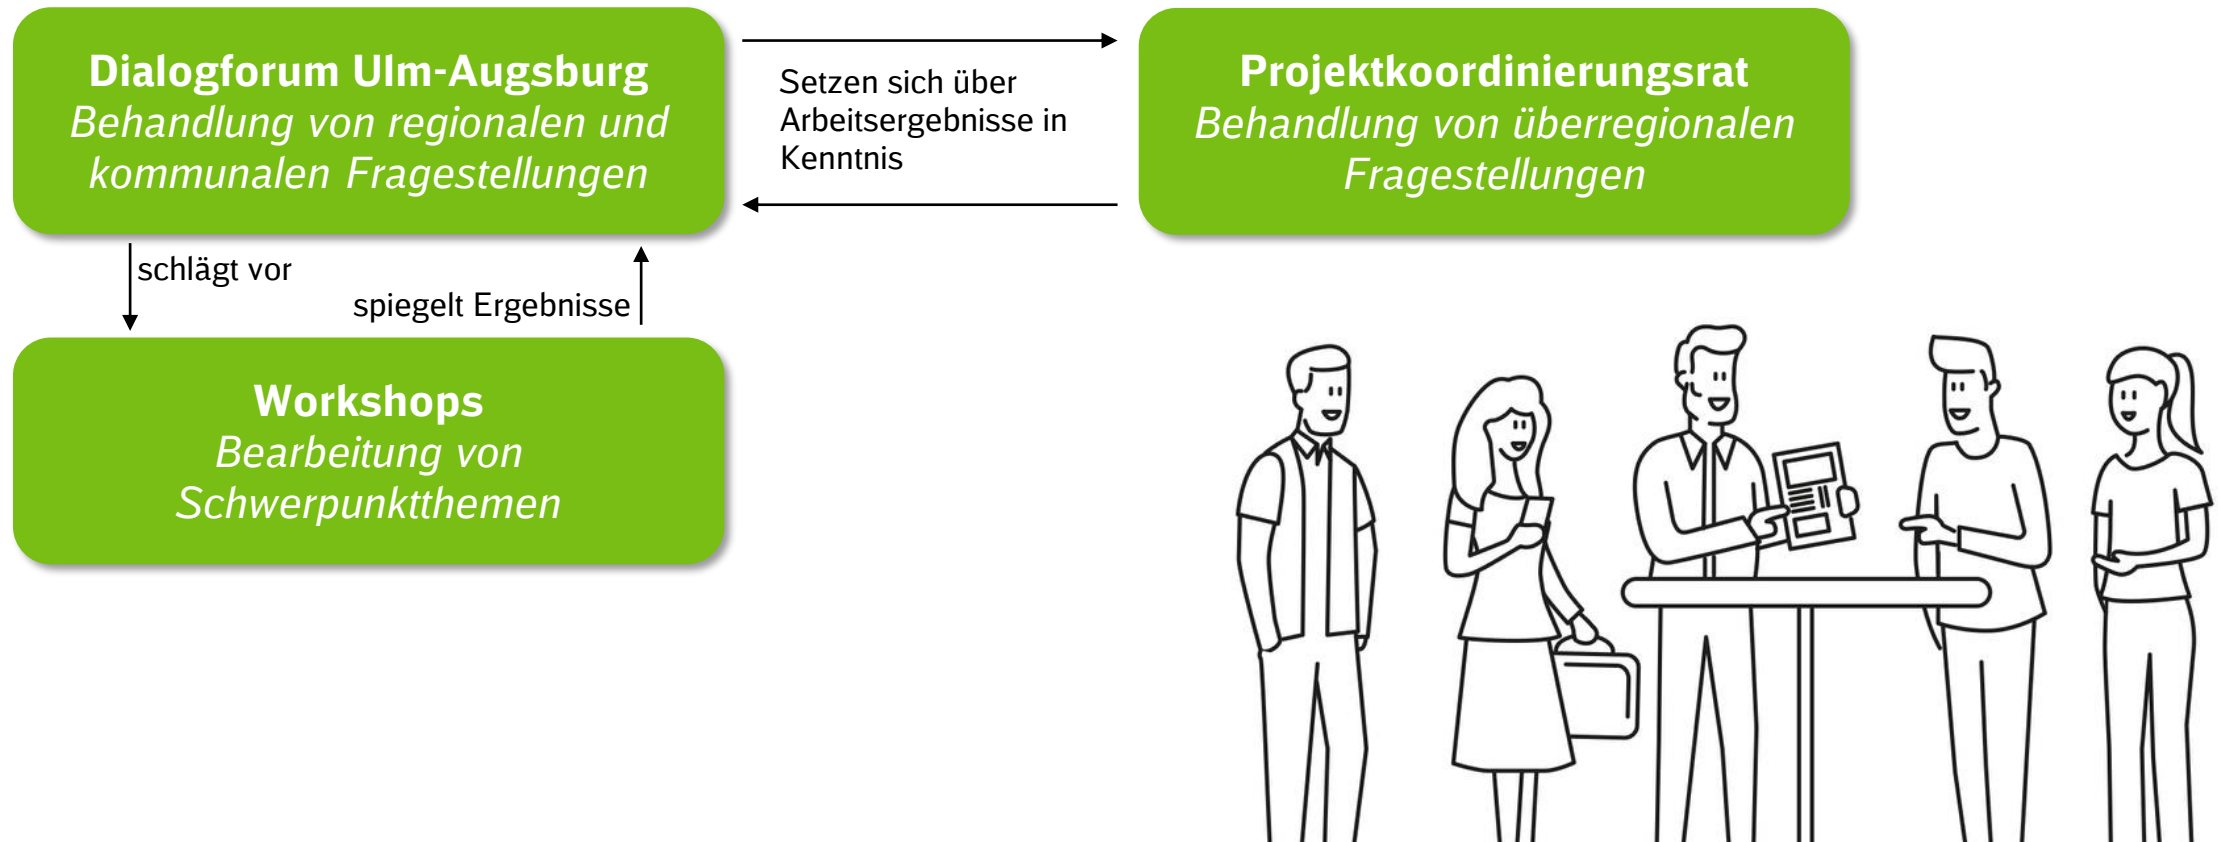 Dialogforum Ulm-Augsburg
Behandlung von regionalen und
kommunalen Fragestellungen
Setzen sich über
Arbeitsergebnisse in
Kenntnis
Projektkoordinierungsrat
Behandlung von überregionalen
Fragestellungen
schlägt vor
spiegelt Ergebnisse
Workshops
Bearbeitung von
Schwerpunktthemen